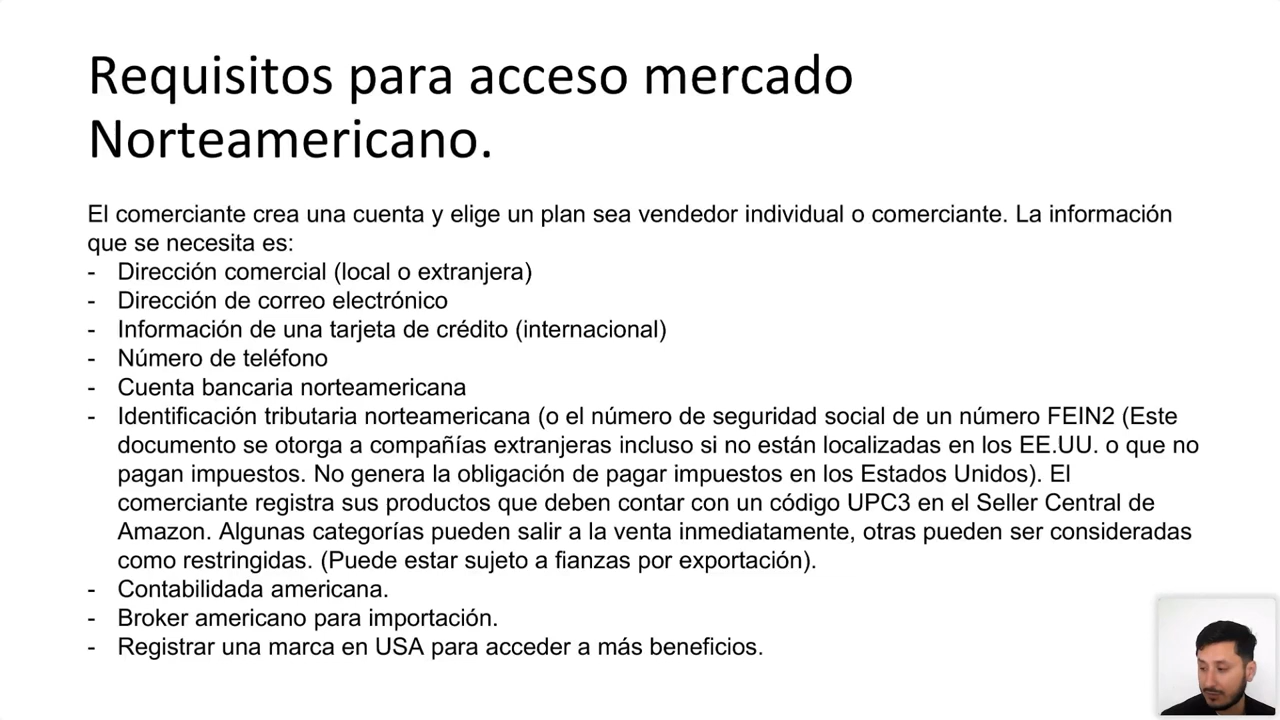 Requisitos para acceso mercado
Norteamericano.
El comerciante crea una cuenta y elige un plan sea vendedor individual o comerciante. La información
que se necesita es:
- Dirección comercial (local o extranjera)
- Dirección de correo electrónico
- Información de una tarjeta de crédito (internacional)
- Número de teléfono
- Cuenta bancaria norteamericana
- Identificación tributaria norteamericana (o el número de seguridad social de un número FEIN2 (Este
documento se otorga a compañías extranjeras incluso si no están localizadas en los EE.UU. o que no
pagan impuestos. No genera la obligación de pagar impuestos en los Estados Unidos). El
comerciante registra sus productos que deben contar con un código UPC3 en el Seller Central de
Amazon. Algunas categorías pueden salir a la venta inmediatamente, otras pueden ser consideradas
como restringidas. (Puede estar sujeto a fianzas por exportación).
- Contabilidada americana.
- Broker americano para importación.
- Registrar una marca en USA para acceder a más beneficios.